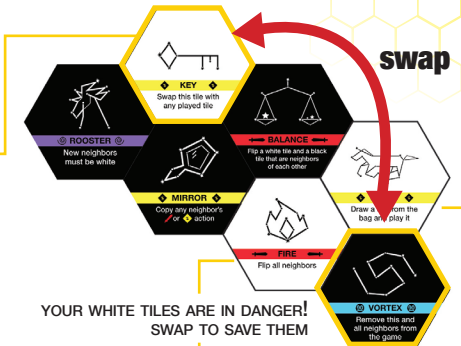 swap
KEY
Swap this tile with
any played tile
ROOSTER
New neighbors
must be white
BALANCE
Flip a white tile and a black
tile that are neighbors
of each other
MIRROR
Copy any neighbor's
or action
Draw a from the
bag and play it
FIRE
Flip all neighbors
VORTEX
Remove this and
all neighbors from
the game
YOUR WHITE TILES ARE IN DANGER!
SWAP TO SAVE THEM